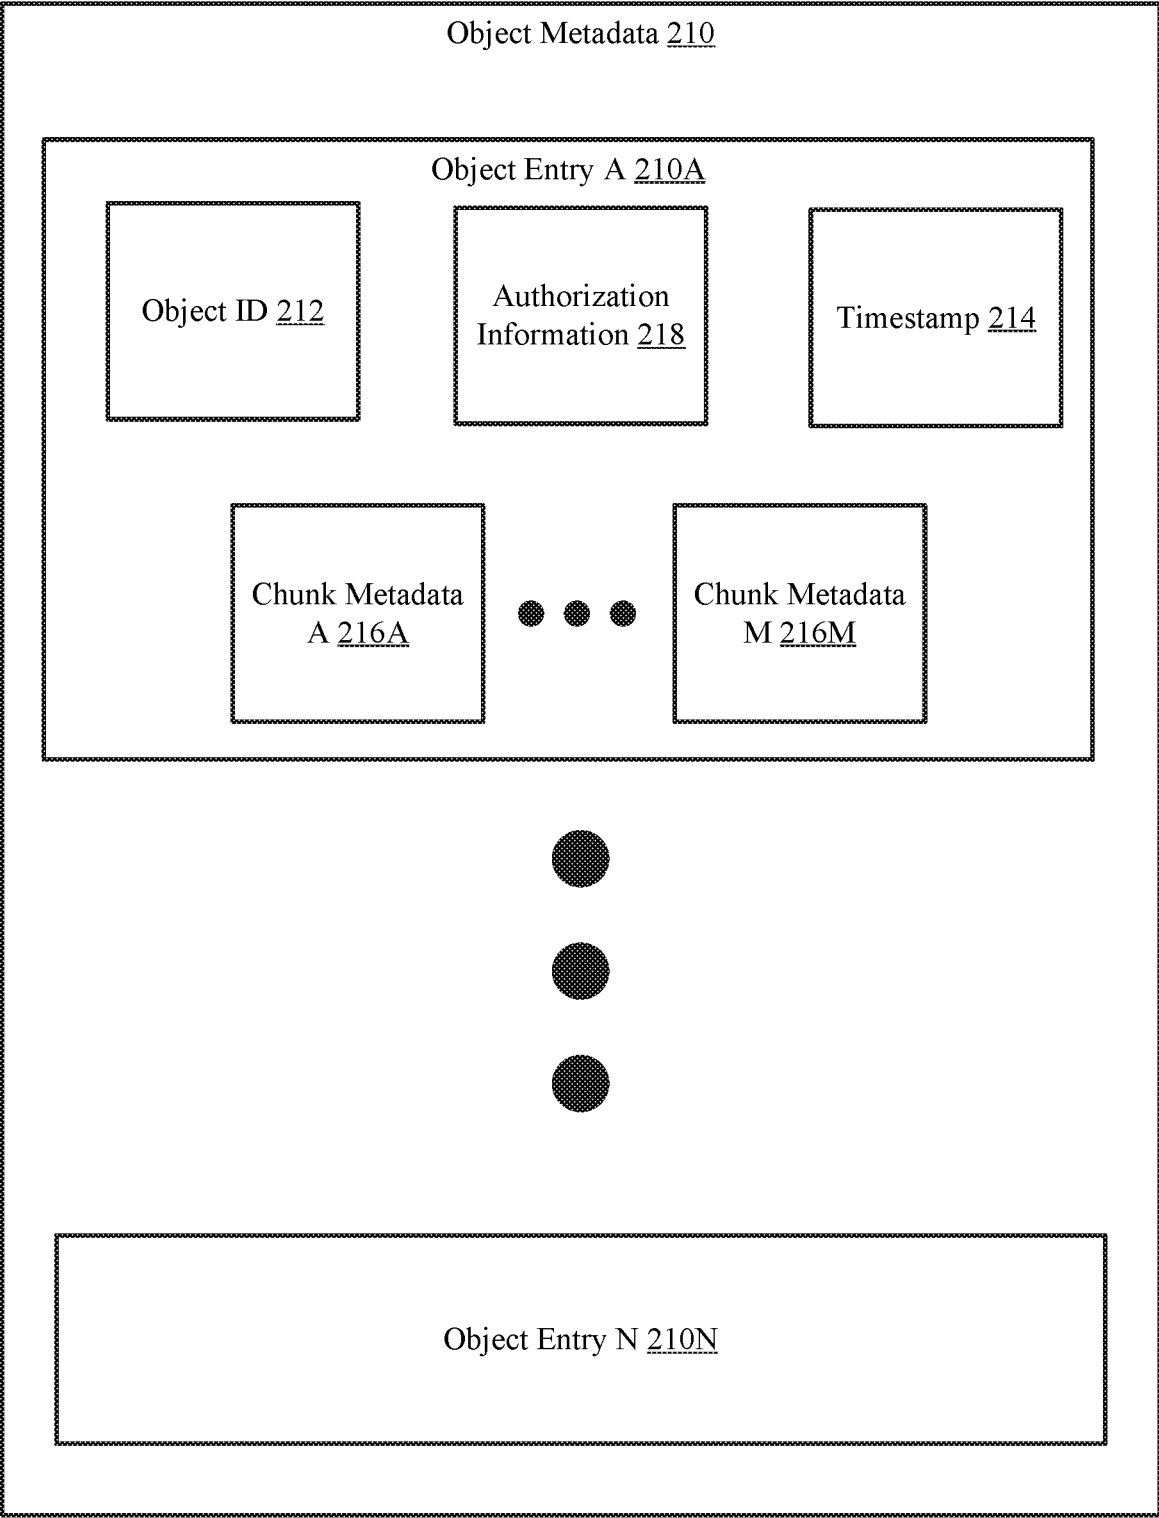 Object Metadata 210
Object Entry A 210A
Object ID 212
Authorization
Information 218
Timestamp 214
Chunk Metadata
A 216A
Chunk Metadata
M 216M
Object Entry N 210N